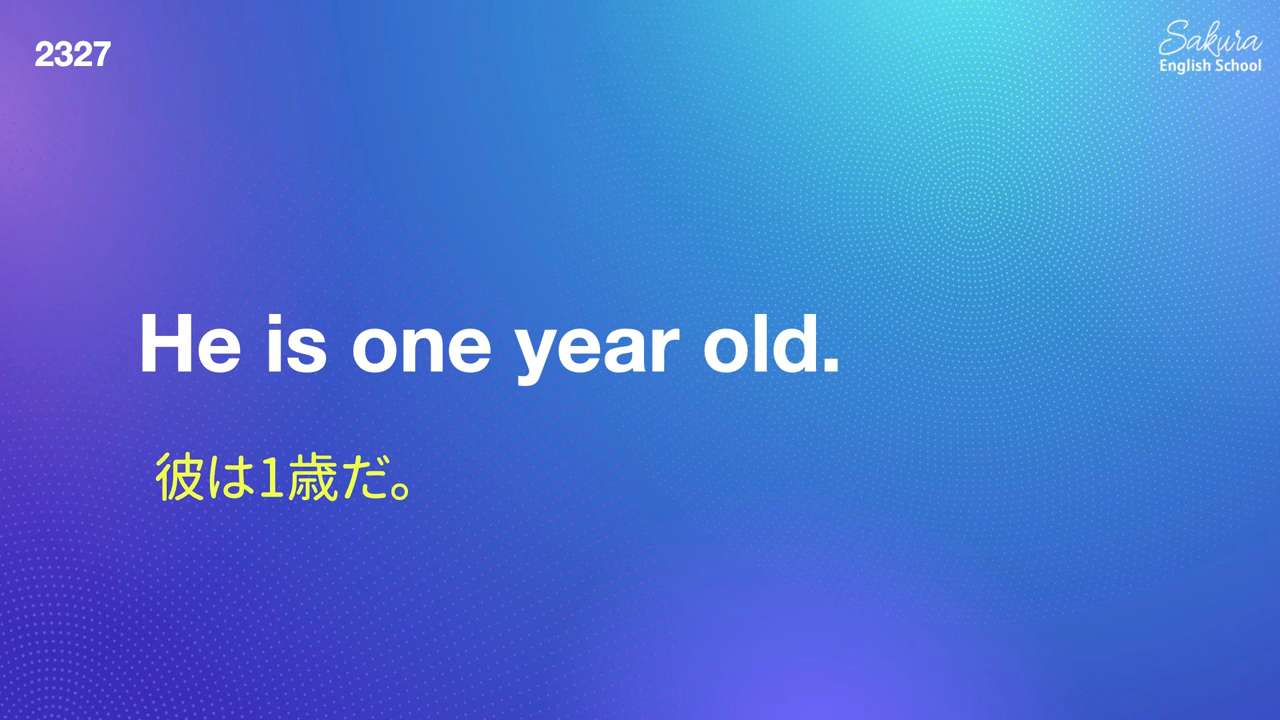 2327
Sakura
English School
He is one year old.
彼は1歳だ。